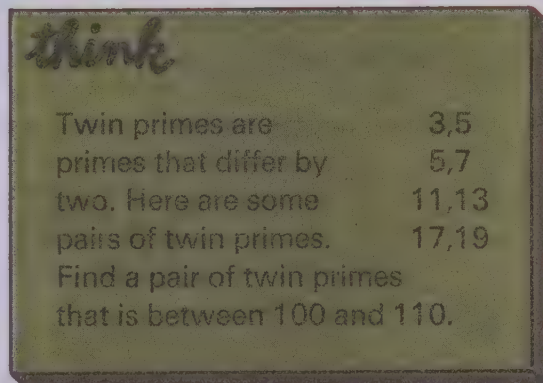 think
Twin primes are 3,5
primes that differ by 5,7
two. Here are some 11,13
pairs of twin primes. 17,19
Find a pair of twin primes
that is between 100 and 110.